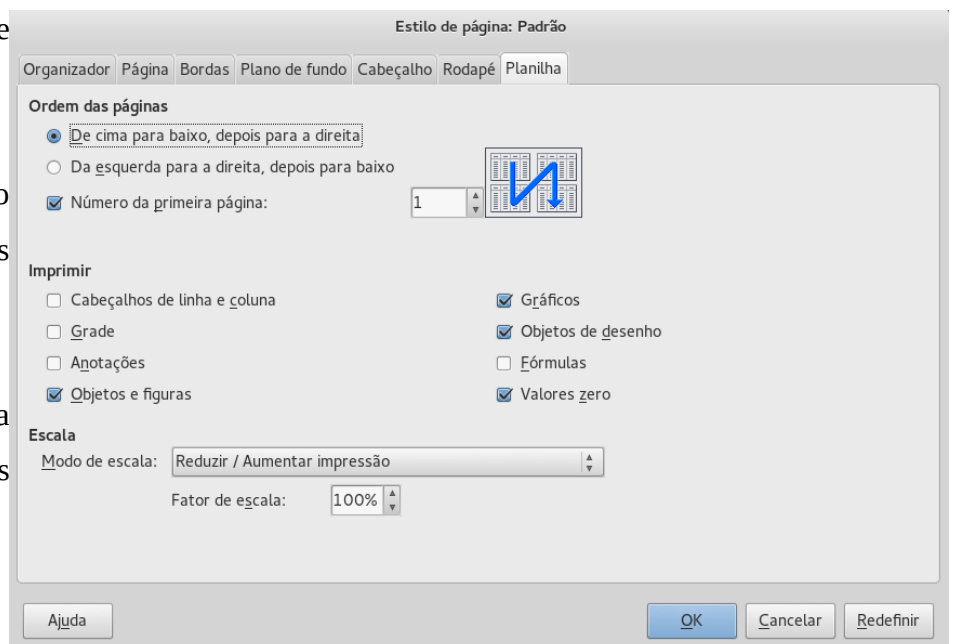 Estilo de página: Padrão
Organizador Página Bordas Plano de fundo Cabeçalho Rodapé Planilha
Ordem das páginas
De cima para baixo, depois para a direita
Da esquerda para a direita, depois para baixo
Número da primeira página: 1
Imprimir
Cabeçalhos de linha e coluna
Gráficos
Grade
Objetos de desenho
Anotações
Fórmulas
Objetos e figuras
Valores zero
Escala
Modo de escala: Reduzir / Aumentar impressão
Fator de escala: 100%
Ajuda OK Cancelar Redefinir